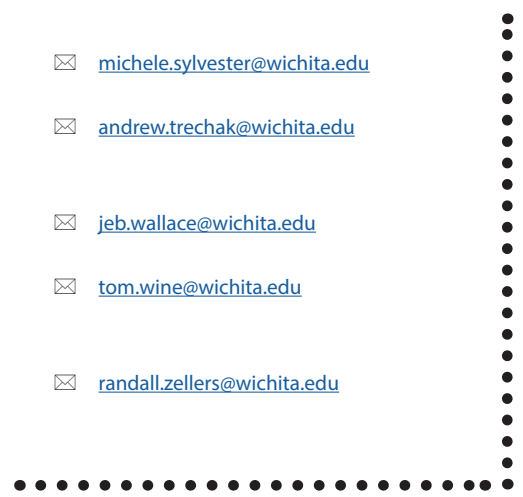 michele.sylvester@wichita.edu
andrew.trechak@wichita.edu
jeb.wallace@wichita.edu
tom.wine@wichita.edu
randall.zellers@wichita.edu